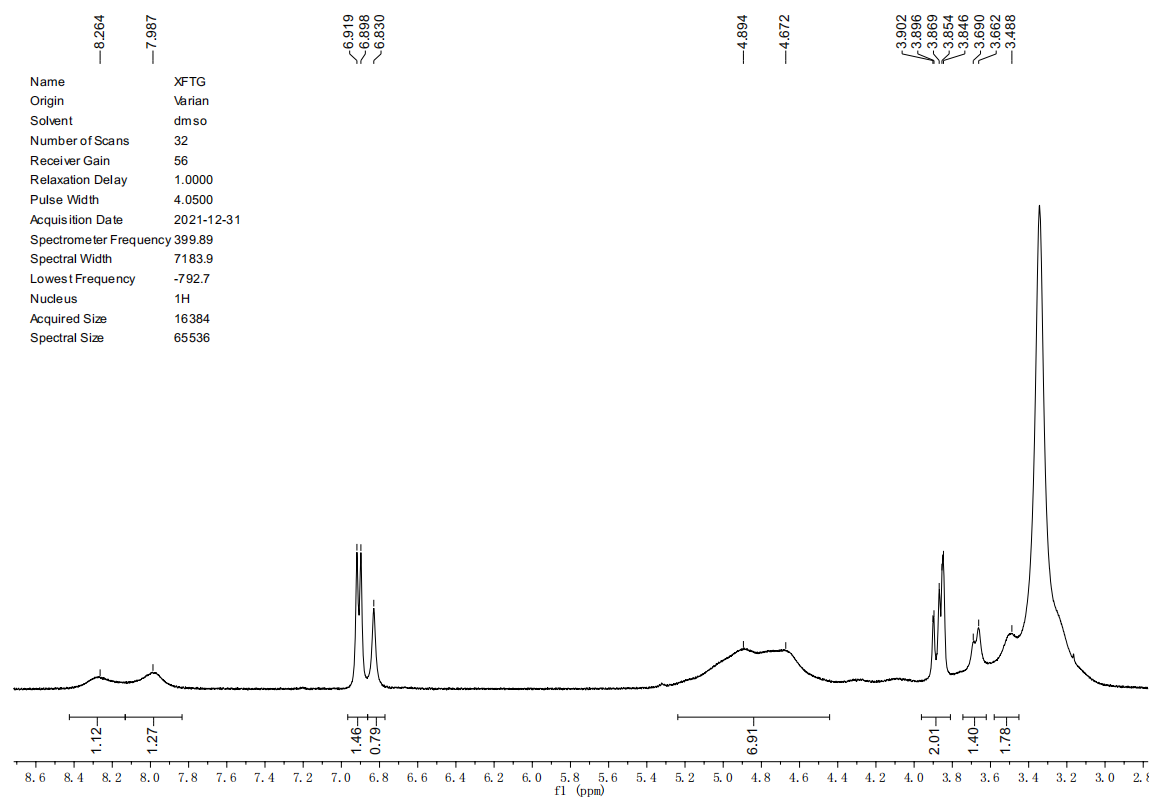 8.264
7.987
6.919
6.898
6.830
4.894
4.672
3.902
3.896
3.869
3.854
3.846
3.690
3.662
3.488
Name XFTG
Origin Varian
Solvent dmso
Number of Scans 32
Receiver Gain 56
Relaxation Delay 1.0000
Pulse Width 4.0500
Acquisition Date 2021-12-31
Spectrometer Frequency 399.89
Spectral Width 7183.9
Lowest Frequency -792.7
Nucleus 1H
Acquired Size 16384
Spectral Size 65536
1.12
1.27
1.46
0.79
6.91
2.01
1.40
1.78
8.6 8.4 8.2 8.0 7.8 7.6 7.4 7.2 7.0 6.8 6.6 6.4 6.2 6.0 5.8 5.6 5.4 5.2 5.0 4.8 4.6 4.4 4.2 4.0 3.8 3.6 3.4 3.2 3.0
f1 (ppm)